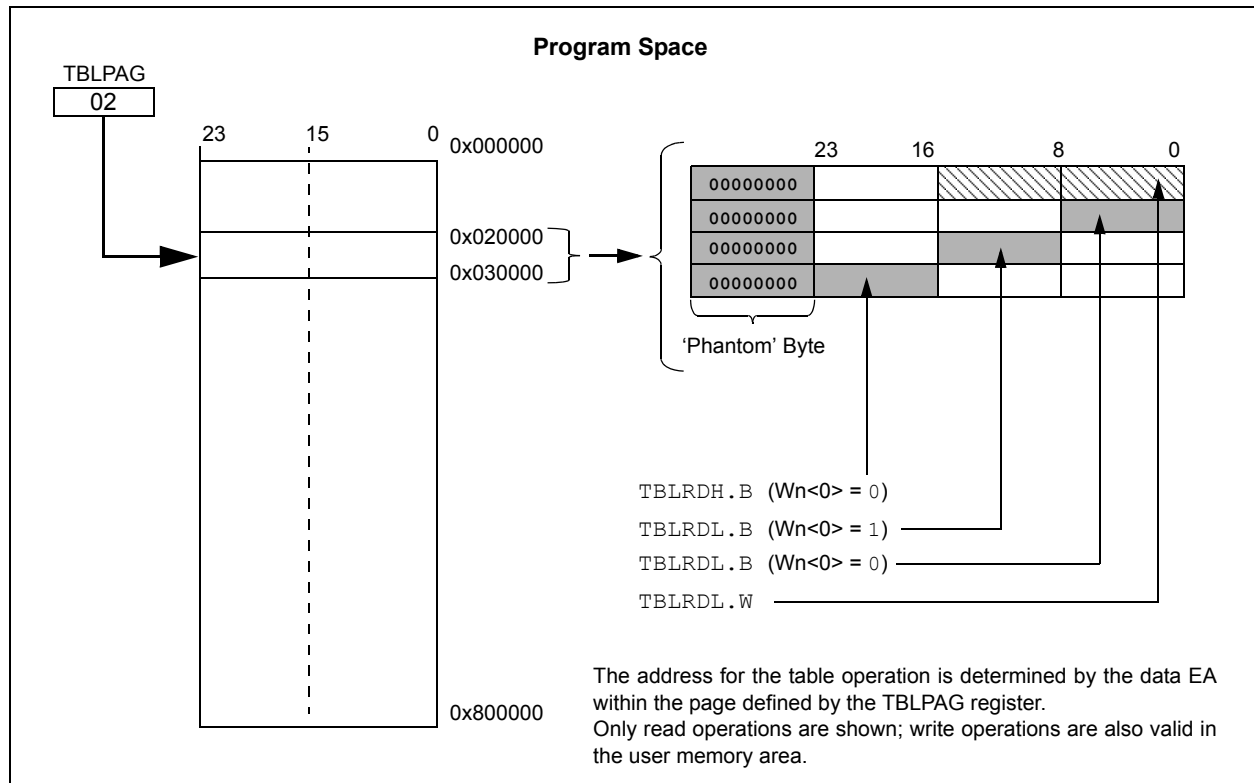 Program Space
TBLPAG
02
23 15 0
0x000000
0x020000
0x030000
0x800000
23 16 8 0
00000000
00000000
00000000
00000000
‘Phantom’ Byte
TBLRDH.B (Wn<0> = 0)
TBLRDL.B (Wn<0> = 1)
TBLRDL.B (Wn<0> = 0)
TBLRDL.W
The address for the table operation is determined by the data EA
within the page defined by the TBLPAG register.
Only read operations are shown; write operations are also valid in
the user memory area.